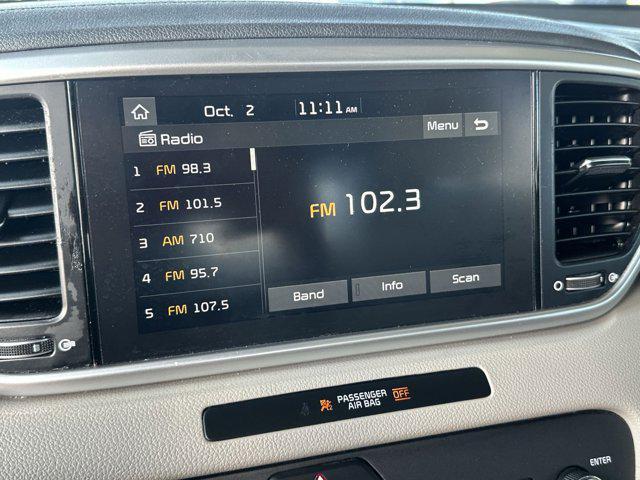 Oct. 2 11:11 AM
Radio Menu
1 FM 98.3
2 FM 101.5
3 AM 710
4 FM 95.7
5 FM 107.5
FM 102.3
Band Info Scan
PASSENGER
AIR BAG OFF
ENTER